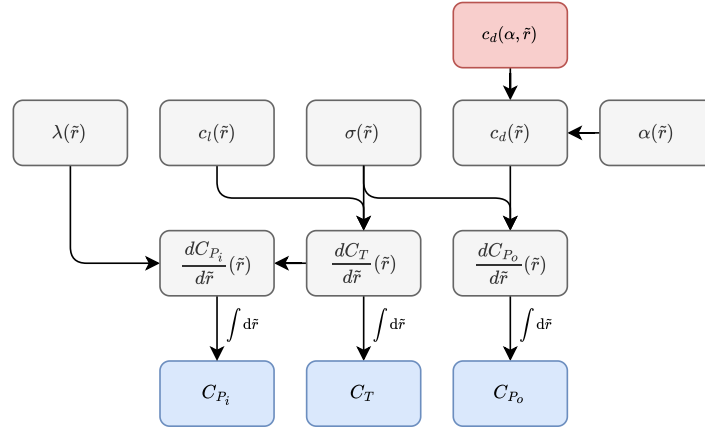 c_d(α, r̃)
λ(r̃)
c_l(r̃)
σ(r̃)
c_d(r̃)
α(r̃)
dC_{P_i}/dr̃ (r̃)
dC_T/dr̃ (r̃)
dC_{P_o}/dr̃ (r̃)
∫ dr̃
∫ dr̃
∫ dr̃
C_{P_i}
C_T
C_{P_o}